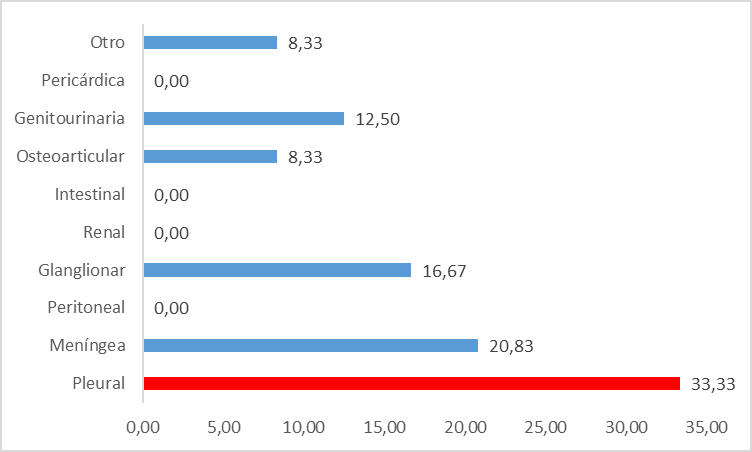 Otro 8,33
Pericárdica 0,00
Genitourinaria 12,50
Osteoarticular 8,33
Intestinal 0,00
Renal 0,00
Glanglionar 16,67
Peritoneal 0,00
Meníngea 20,83
Pleural 33,33
0,00 5,00 10,00 15,00 20,00 25,00 30,00 35,00